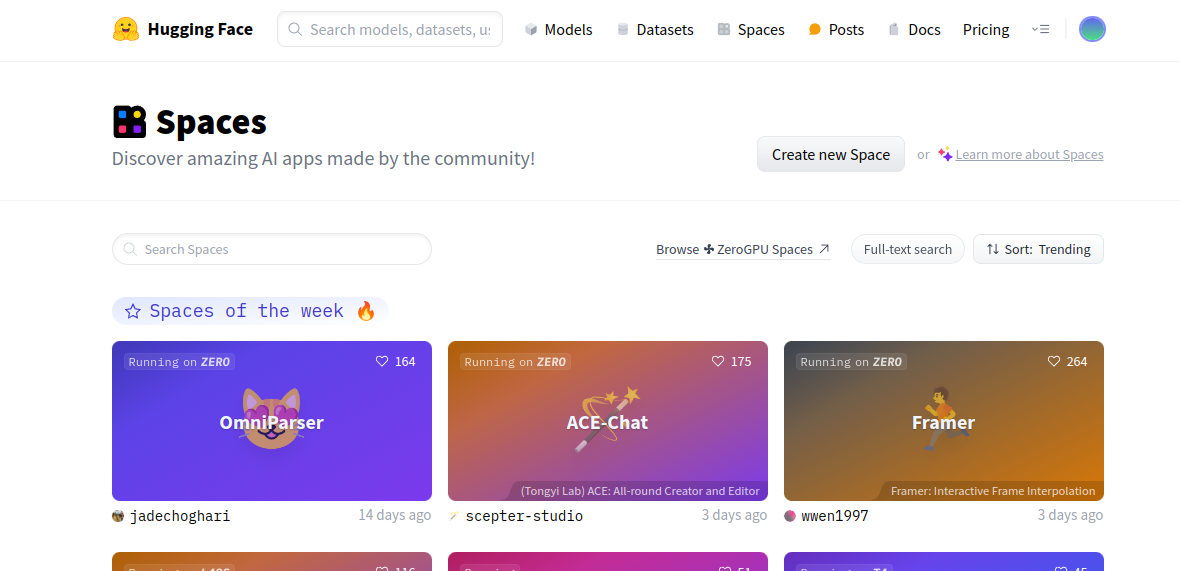 Hugging Face
Search models, datasets, us
Models
Datasets
Spaces
Posts
Docs
Pricing
Spaces
Discover amazing AI apps made by the community!
Create new Space
or
Learn more about Spaces
Search Spaces
Browse ZeroGPU Spaces
Full-text search
Sort: Trending
Spaces of the week 🔥
Running on ZERO
164
OmniParser
jadechoghari
14 days ago
Running on ZERO
175
ACE-Chat
(Tongyi Lab) ACE: All-round Creator and Editor
scepter-studio
3 days ago
Running on ZERO
264
Framer
Framer: Interactive Frame Interpolation
wwen1997
3 days ago